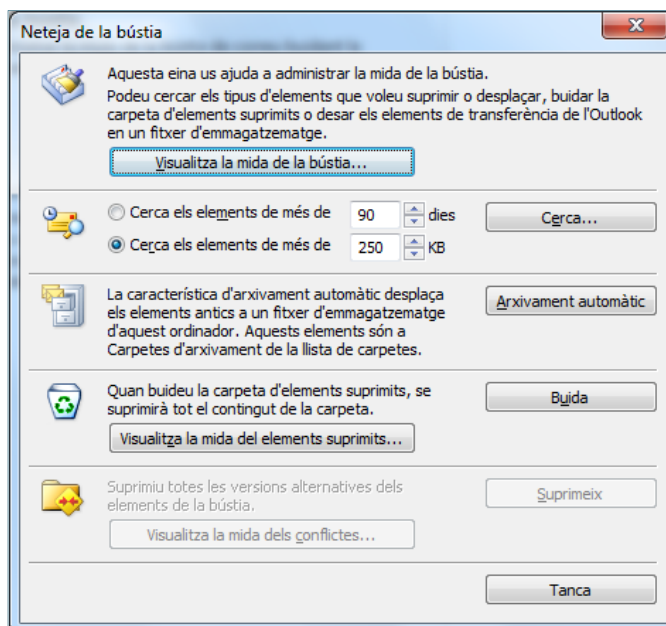 Neteja de la bústia
Aquesta eina us ajuda a administrar la mida de la bústia.
Podeu cercar els tipus d'elements que voleu suprimir o desplaçar, buidar la
carpeta d'elements suprimits o desar els elements de transferència de l'Outlook
en un fitxer d'emmagatzematge.
Visualitza la mida de la bústia...
Cerca els elements de més de 90 dies
Cerca...
Cerca els elements de més de 250 KB
La característica d'arxivament automàtic desplaça
els elements antics a un fitxer d'emmagatzematge
d'aquest ordinador. Aquests elements són a
Carpetes d'arxivament de la llista de carpetes.
Arxivament automàtic
Quan buideu la carpeta d'elements suprimits, se
suprimirà tot el contingut de la carpeta.
Buida
Visualitza la mida del elements suprimits...
Suprimiu totes les versions alternatives dels
elements de la bústia.
Suprimeix
Visualitza la mida dels conflictes...
Tanca